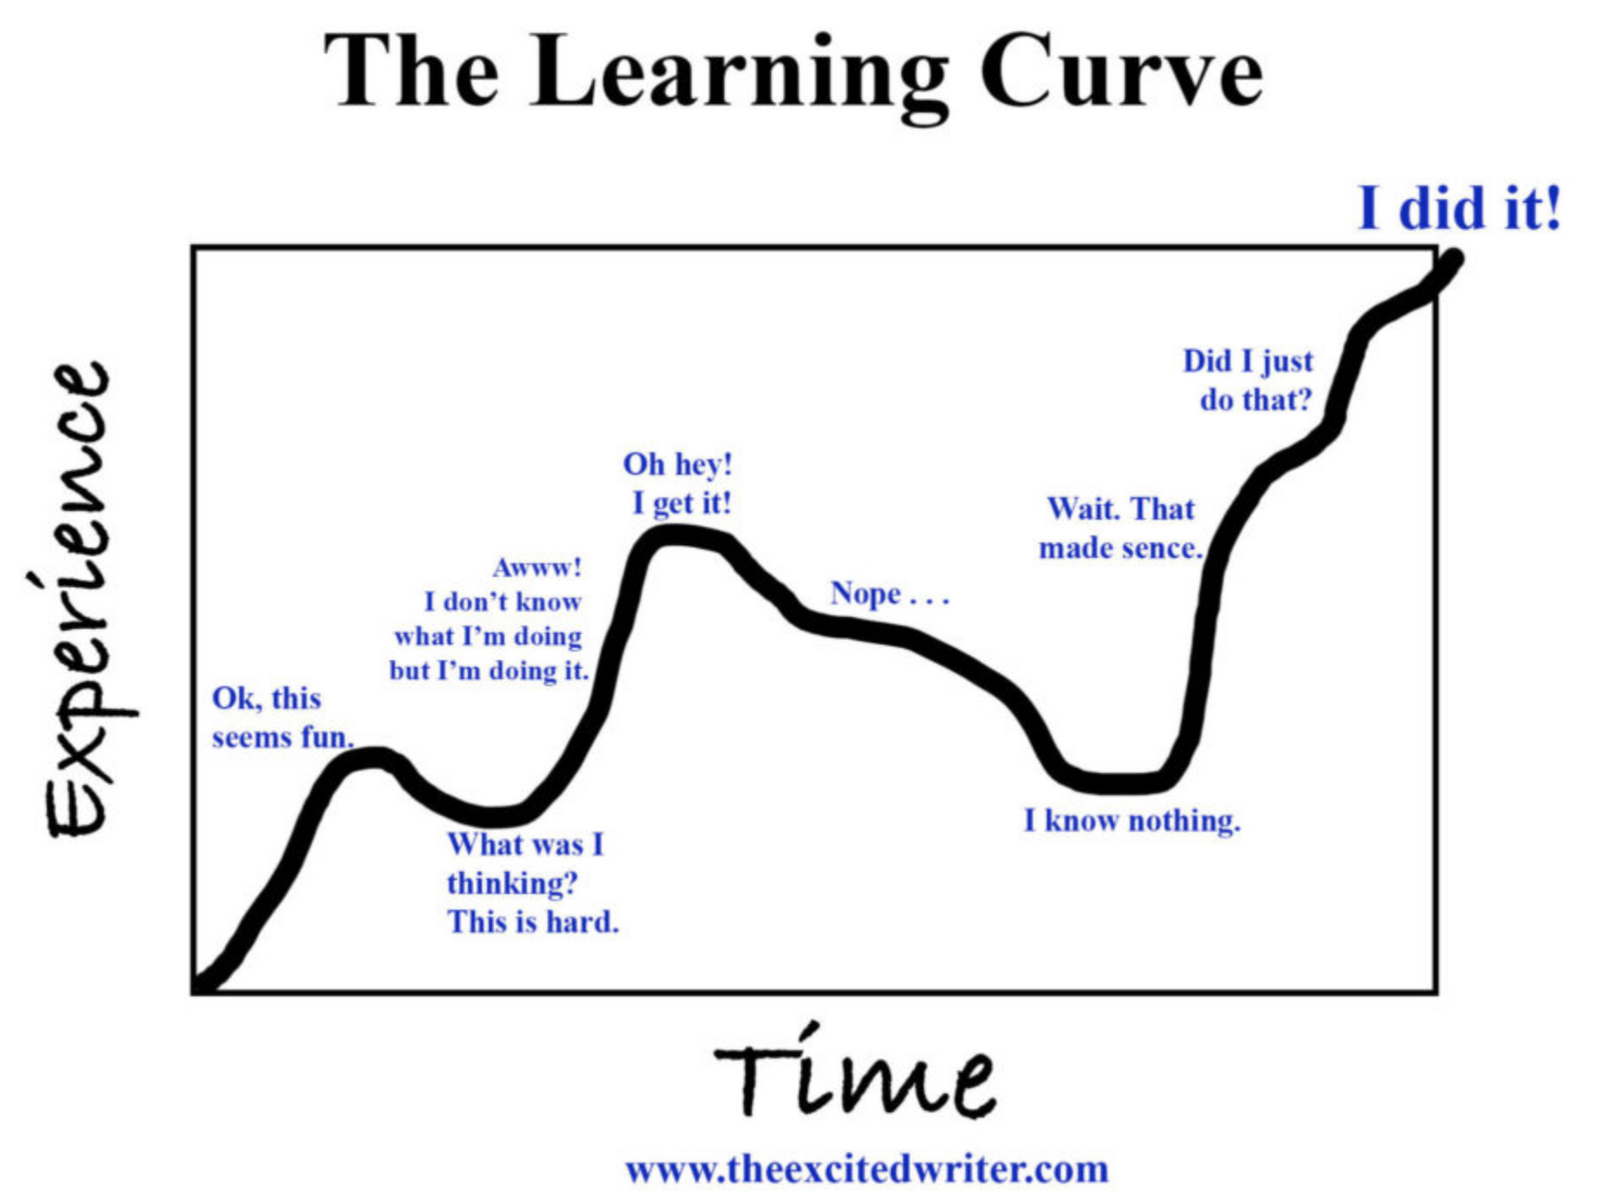 The Learning Curve
I did it!
Did I just
do that?
Oh hey!
I get it!
Wait. That
made sence.
Awww!
I don't know
what I'm doing
but I'm doing it.
Nope . . .
Ok, this
seems fun.
I know nothing.
What was I
thinking?
This is hard.
Experience
Time
www.theexcitedwriter.com